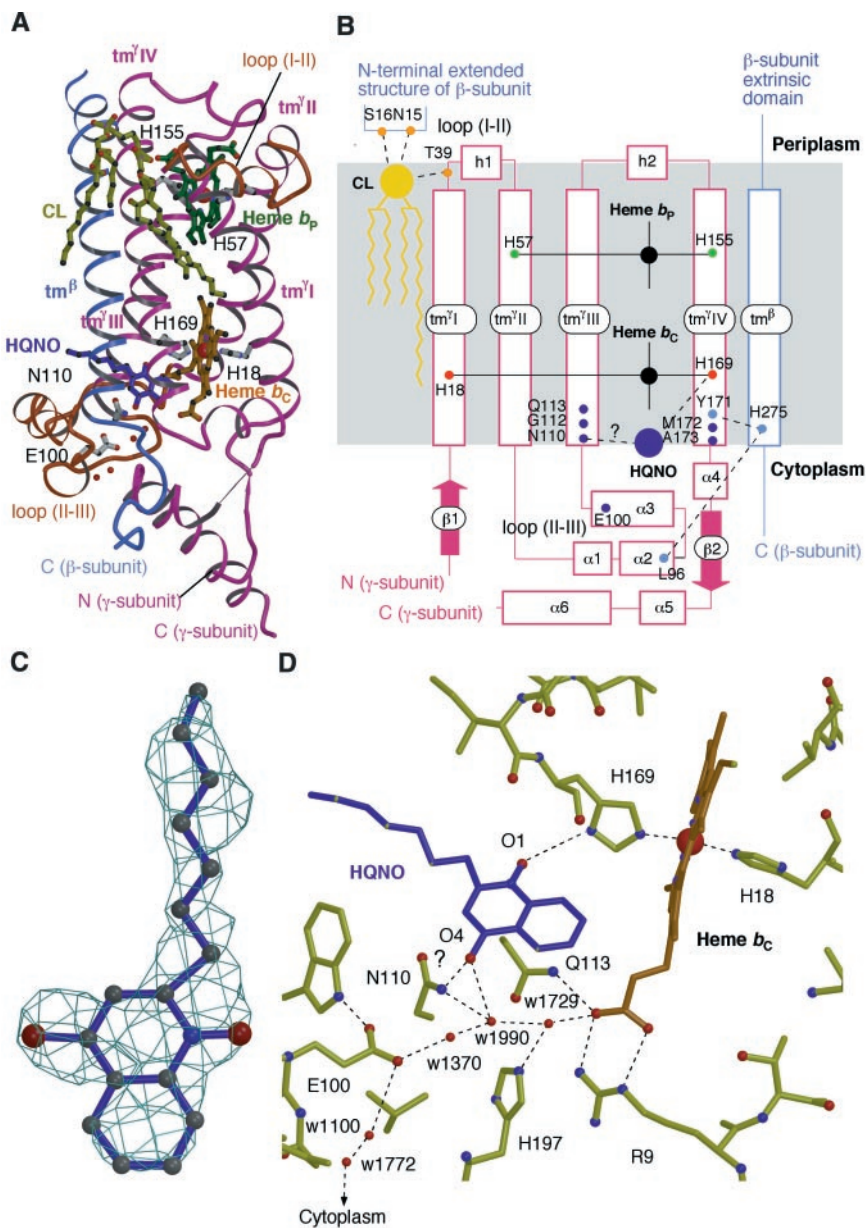 A
tmγIV
loop (I-II)
tmγII
H155
CL
Heme bP
H57
tmβ
tmγI
tmγIII
H169
HQNO
N110
H18
Heme bC
E100
loop (II-III)
C (β-subunit)
N (γ-subunit)
C (γ-subunit)
B
N-terminal extended
structure of β-subunit
β-subunit
extrinsic
domain
S16 N15
loop (I-II)
T39
h1
h2
Periplasm
CL
Heme bP
H57
H155
tmγI
tmγII
tmγIII
tmγIV
tmβ
Heme bC
H18
H169
Q113
G112
N110
?
Y171
M172
A173
H275
HQNO
Cytoplasm
α4
β1
E100
α3
loop (II-III)
α1
α2
L96
β2
C (β-subunit)
N (γ-subunit)
C (γ-subunit)
α6
α5
C
D
H169
O1
HQNO
H18
Heme bC
O4
?
N110
Q113
w1729
w1990
w1370
E100
w1100
H197
R9
w1772
Cytoplasm